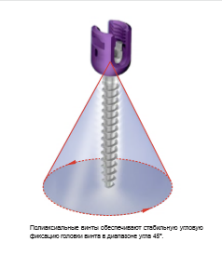 Полиаксиальные винты обеспечивают стабильную угловую
фиксацию головки винта в диапазоне угла 48°.